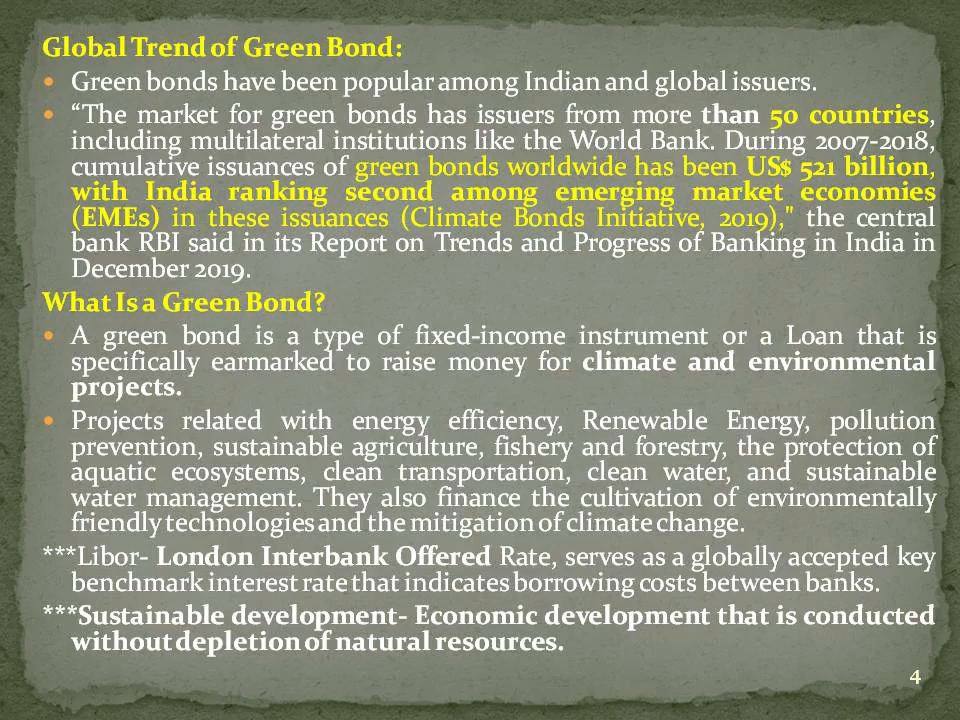 Global Trend of Green Bond:
• Green bonds have been popular among Indian and global issuers.
• “The market for green bonds has issuers from more than 50 countries,
including multilateral institutions like the World Bank. During 2007-2018,
cumulative issuances of green bonds worldwide has been US$ 521 billion,
with India ranking second among emerging market economies
(EMEs) in these issuances (Climate Bonds Initiative, 2019)," the central
bank RBI said in its Report on Trends and Progress of Banking in India in
December 2019.
What Is a Green Bond?
• A green bond is a type of fixed-income instrument or a Loan that is
specifically earmarked to raise money for climate and environmental
projects.
• Projects related with energy efficiency, Renewable Energy, pollution
prevention, sustainable agriculture, fishery and forestry, the protection of
aquatic ecosystems, clean transportation, clean water, and sustainable
water management. They also finance the cultivation of environmentally
friendly technologies and the mitigation of climate change.
***Libor- London Interbank Offered Rate, serves as a globally accepted key
benchmark interest rate that indicates borrowing costs between banks.
***Sustainable development- Economic development that is conducted
without depletion of natural resources.
4